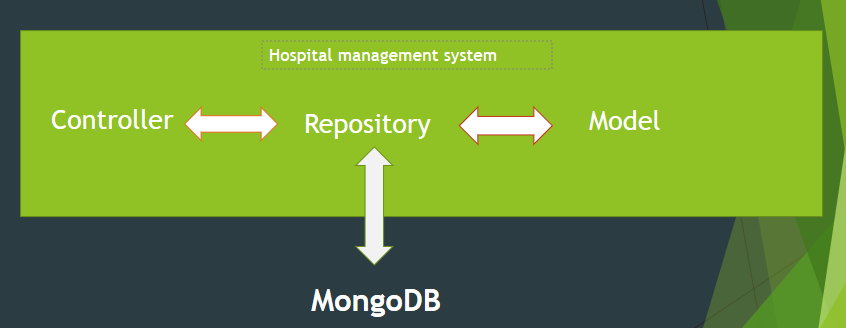 Hospital management system
Controller
Repository
Model
MongoDB